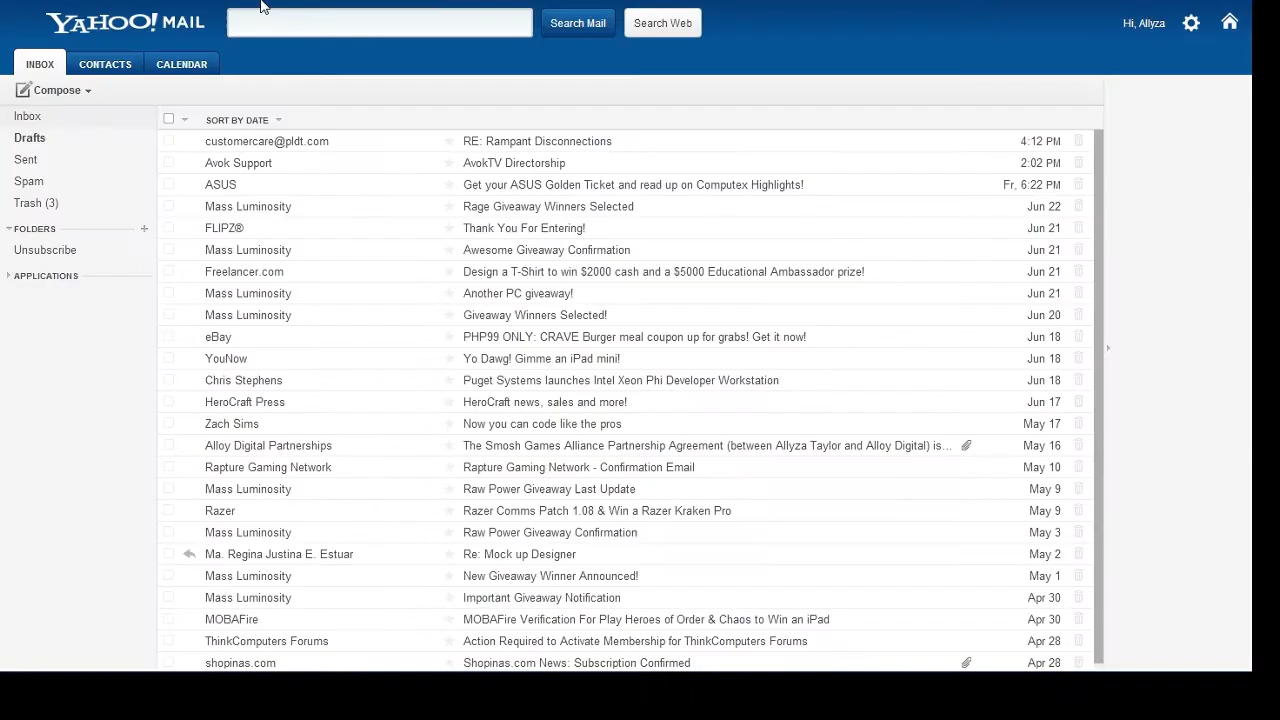 YAHOO! MAIL Search Mail Search Web Hi, Allyza
INBOX CONTACTS CALENDAR
Compose
Inbox
Drafts
Sent
Spam
Trash (3)
FOLDERS +
Unsubscribe
APPLICATIONS
SORT BY DATE
customercare@pldt.com RE: Rampant Disconnections 4:12 PM
Avok Support AvokTV Directorship 2:02 PM
ASUS Get your ASUS Golden Ticket and read up on Computex Highlights! Fr, 6:22 PM
Mass Luminosity Rage Giveaway Winners Selected Jun 22
FLIPZ® Thank You For Entering! Jun 21
Mass Luminosity Awesome Giveaway Confirmation Jun 21
Freelancer.com Design a T-Shirt to win $2000 cash and a $5000 Educational Ambassador prize! Jun 21
Mass Luminosity Another PC giveaway! Jun 21
Mass Luminosity Giveaway Winners Selected! Jun 20
eBay PHP99 ONLY: CRAVE Burger meal coupon up for grabs! Get it now! Jun 18
YouNow Yo Dawg! Gimme an iPad mini! Jun 18
Chris Stephens Puget Systems launches Intel Xeon Phi Developer Workstation Jun 18
HeroCraft Press HeroCraft news, sales and more! Jun 17
Zach Sims Now you can code like the pros May 17
Alloy Digital Partnerships The Smosh Games Alliance Partnership Agreement (between Allyza Taylor and Alloy Digital) is... May 16
Rapture Gaming Network Rapture Gaming Network - Confirmation Email May 10
Mass Luminosity Raw Power Giveaway Last Update May 9
Razer Razer Comms Patch 1.08 & Win a Razer Kraken Pro May 9
Mass Luminosity Raw Power Giveaway Confirmation May 3
Ma. Regina Justina E. Estuar Re: Mock up Designer May 2
Mass Luminosity New Giveaway Winner Announced! May 1
Mass Luminosity Important Giveaway Notification Apr 30
MOBAFire MOBAFire Verification For Play Heroes of Order & Chaos to Win an iPad Apr 30
ThinkComputers Forums Action Required to Activate Membership for ThinkComputers Forums Apr 28
shopinas.com Shopinas.com News: Subscription Confirmed Apr 28